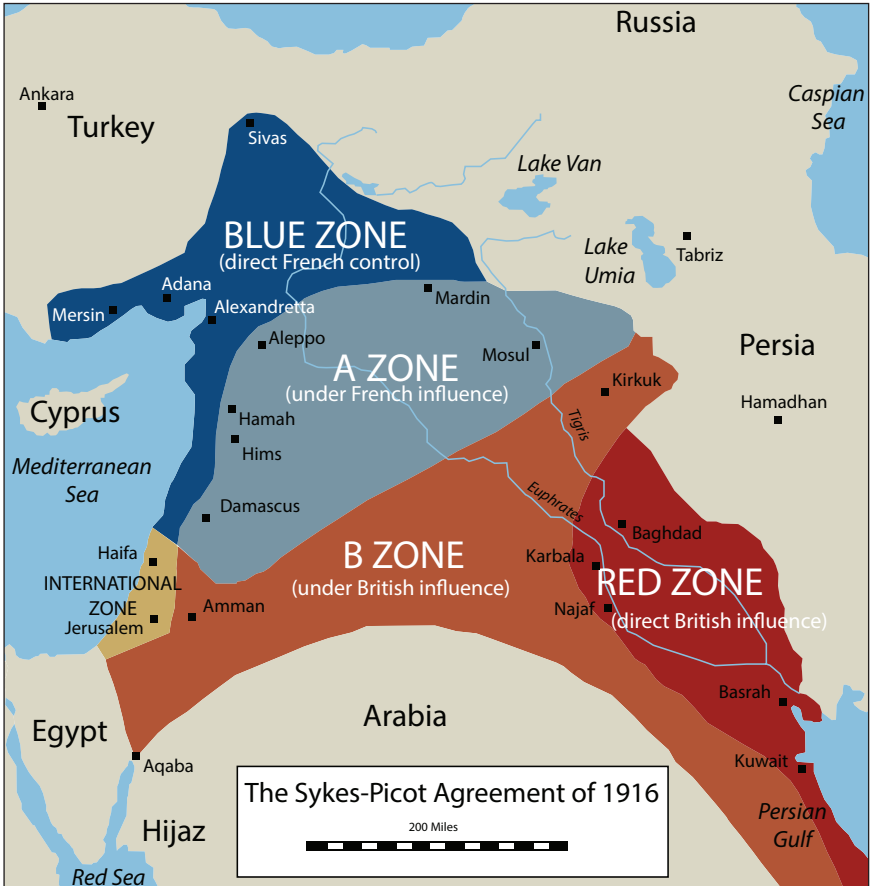 Russia
Ankara
Caspian
Sea
Turkey
Sivas
Lake Van
BLUE ZONE
(direct French control)
Lake
Umia
Tabriz
Adana
Mersin
Alexandretta
Mardin
Aleppo
Mosul
Persia
A ZONE
(under French influence)
Kirkuk
Hamadhan
Cyprus
Hamah
Tigris
Hims
Mediterranean
Sea
Euphrates
Damascus
Baghdad
Haifa
B ZONE
(under British influence)
Karbala
INTERNATIONAL
ZONE
RED ZONE
(direct British influence)
Amman
Najaf
Jerusalem
Basrah
Arabia
Egypt
Aqaba
Kuwait
The Sykes-Picot Agreement of 1916
200 Miles
Persian
Gulf
Hijaz
Red Sea